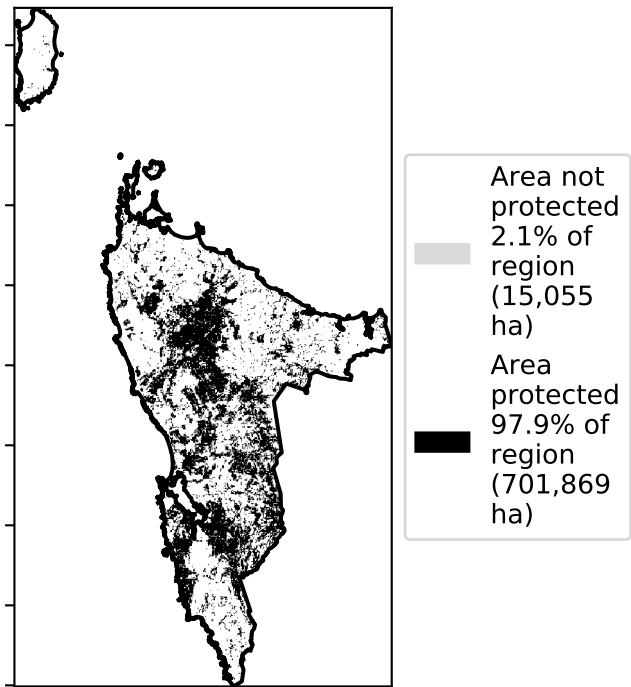 Area not
protected
2.1% of
region
(15,055
ha)
Area
protected
97.9% of
region
(701,869
ha)